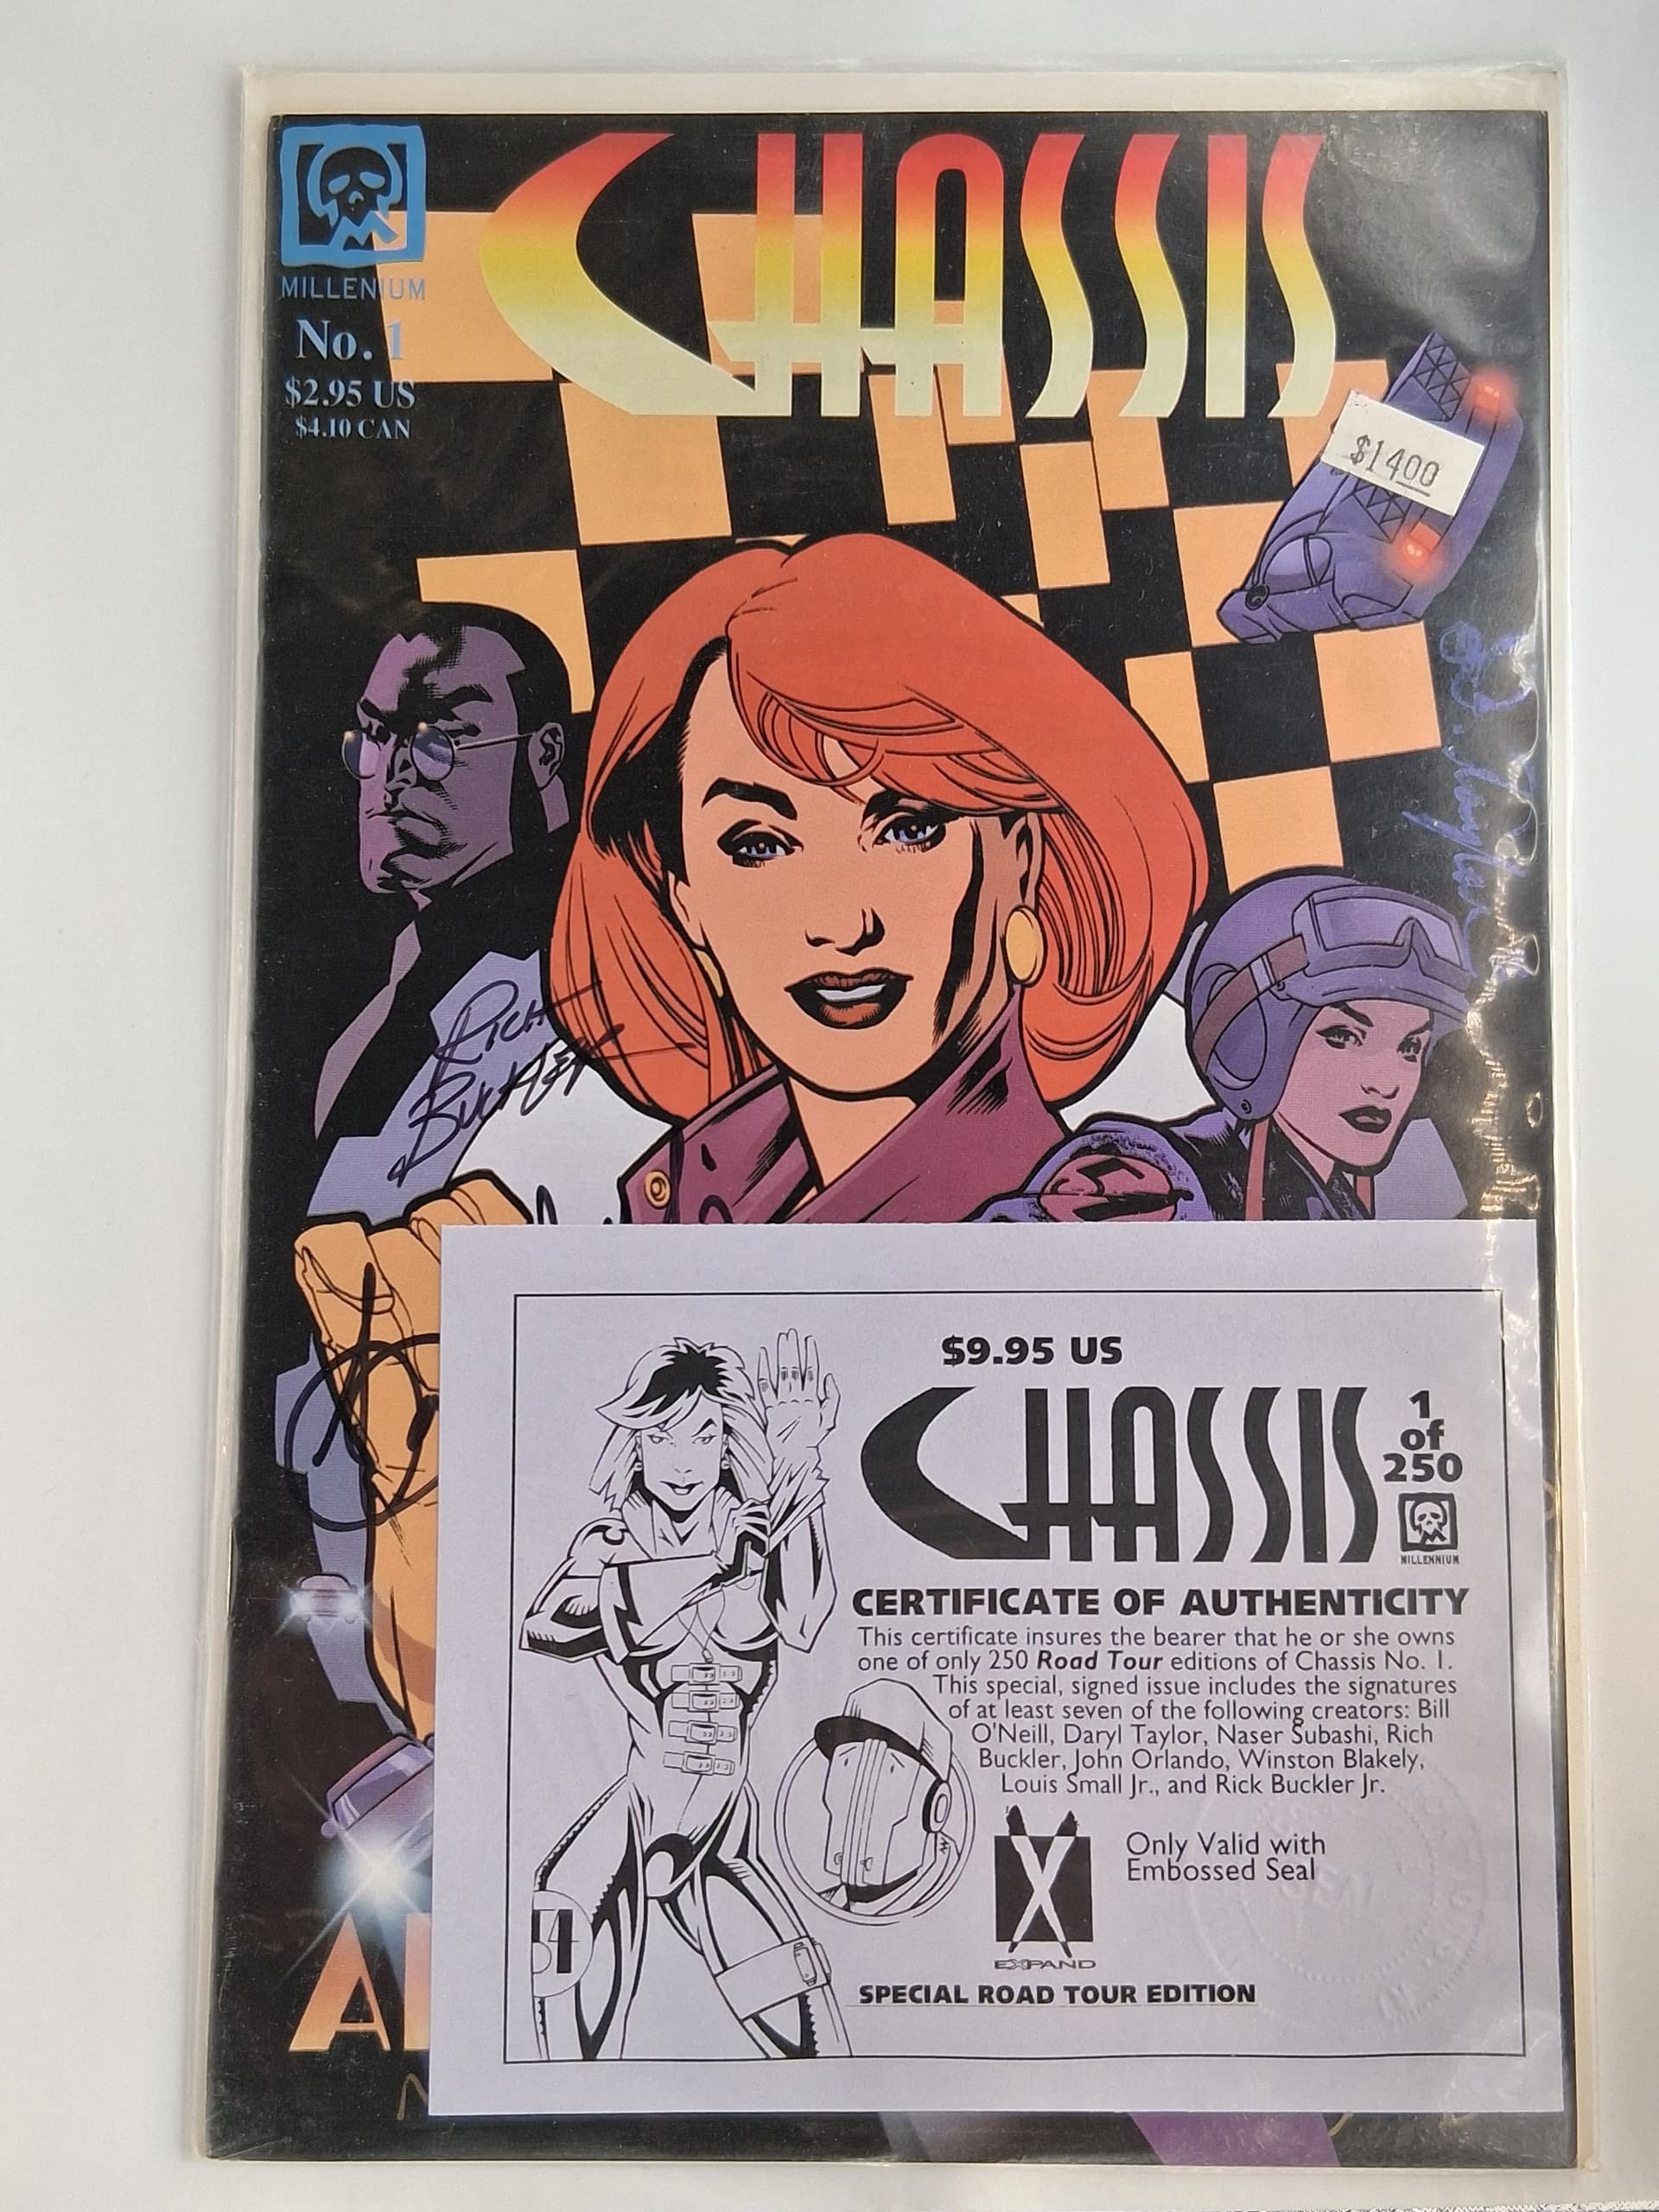 CHASSIS
MILLENIUM
No. 1
$2.95 US
$4.10 CAN
$1400
D. Taylor
RICH
BUCKLER
$9.95 US
CHASSIS
1
of
250
MILLENNIUM
CERTIFICATE OF AUTHENTICITY
This certificate insures the bearer that he or she owns
one of only 250 Road Tour editions of Chassis No. 1.
This special, signed issue includes the signatures
of at least seven of the following creators: Bill
O'Neill, Daryl Taylor, Naser Subashi, Rich
Buckler, John Orlando, Winston Blakely,
Louis Small Jr., and Rick Buckler Jr.
Only Valid with
Embossed Seal
X
EXPAND
SPECIAL ROAD TOUR EDITION